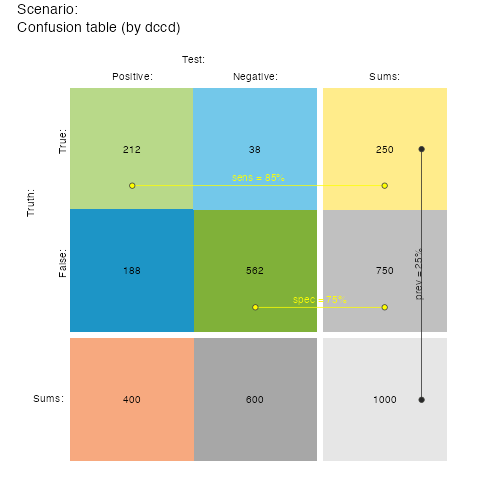 Scenario:
Confusion table (by dccd)
Test:
Positive:
Negative:
Sums:
Truth:
True:
212
38
250
sens = 85%
False:
188
562
750
spec = 75%
prev = 25%
Sums:
400
600
1000